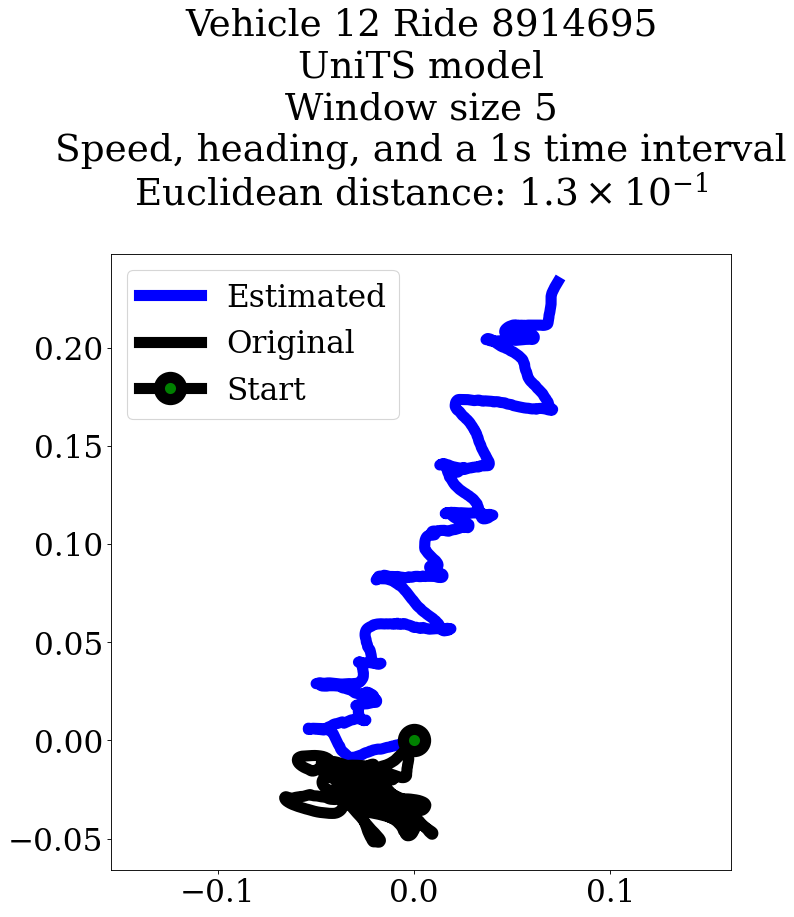 Vehicle 12 Ride 8914695
UniTS model
Window size 5
Speed, heading, and a 1s time interval
Euclidean distance: 1.3 × 10⁻¹
Estimated
Original
Start
0.20
0.15
0.10
0.05
0.00
−0.05
−0.1 0.0 0.1